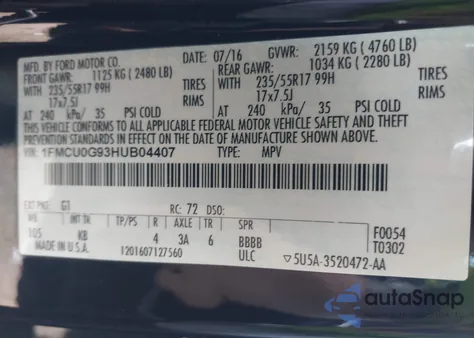 MFD. BY FORD MOTOR CO.
DATE: 07/16 GVWR: 2159 KG (4760 LB)
FRONT GAWR: 1125 KG (2480 LB) REAR GAWR: 1034 KG (2280 LB)
WITH 235/55R17 99H TIRES WITH 235/55R17 99H TIRES
17x7.5J RIMS 17x7.5J RIMS
AT 240 kPa/ 35 PSI COLD AT 240 kPa/ 35 PSI COLD
THIS VEHICLE CONFORMS TO ALL APPLICABLE FEDERAL MOTOR VEHICLE SAFETY AND THEFT
PREVENTION STANDARDS IN EFFECT ON THE DATE OF MANUFACTURE SHOWN ABOVE.
1FMCU0G93HUB04407 TYPE: MPV
EXT PNT: G1 RC: 72 DSO:
WB INT TR TP/PS R AXLE TR SPR
105 KB 4 3A 6 BBBB F0054
MADE IN U.S.A. 1201607127560 ULC T0302
5U5A-3520472-AA
autoSnap